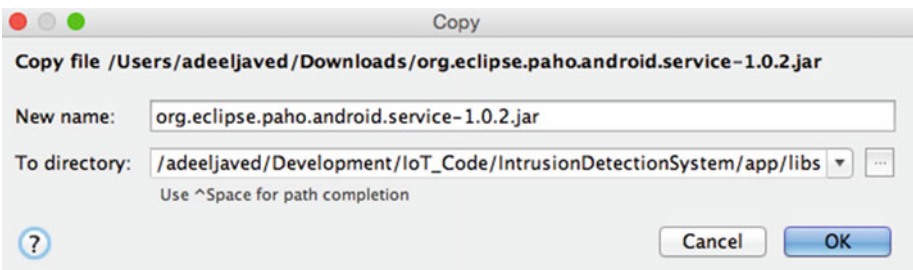 Copy
Copy file /Users/adeeljaved/Downloads/org.eclipse.paho.android.service-1.0.2.jar
New name: org.eclipse.paho.android.service-1.0.2.jar
To directory: /adeeljaved/Development/IoT_Code/IntrusionDetectionSystem/app/libs ...
Use ^Space for path completion
? Cancel OK